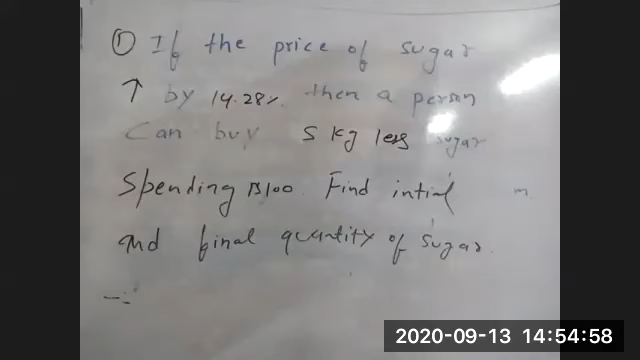 ① If the price of sugar
↑ by 14.28%. then a person
Can buy 5 kg less sugar
Spending Rs100. Find intial
and final quantity of sugar.
2020-09-13 14:54:58